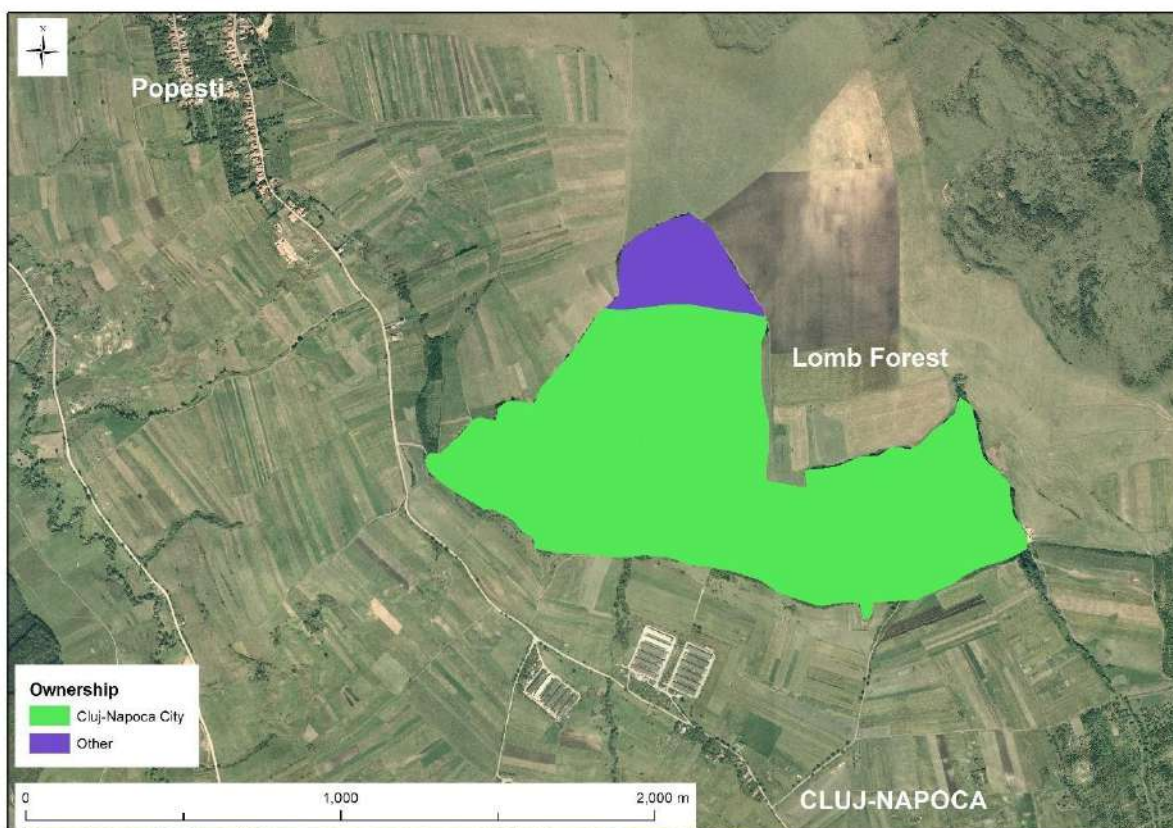 N
Popesti
Lomb Forest
Ownership
Cluj-Napoca City
Other
0 1,000 2,000 m
CLUJ-NAPOCA